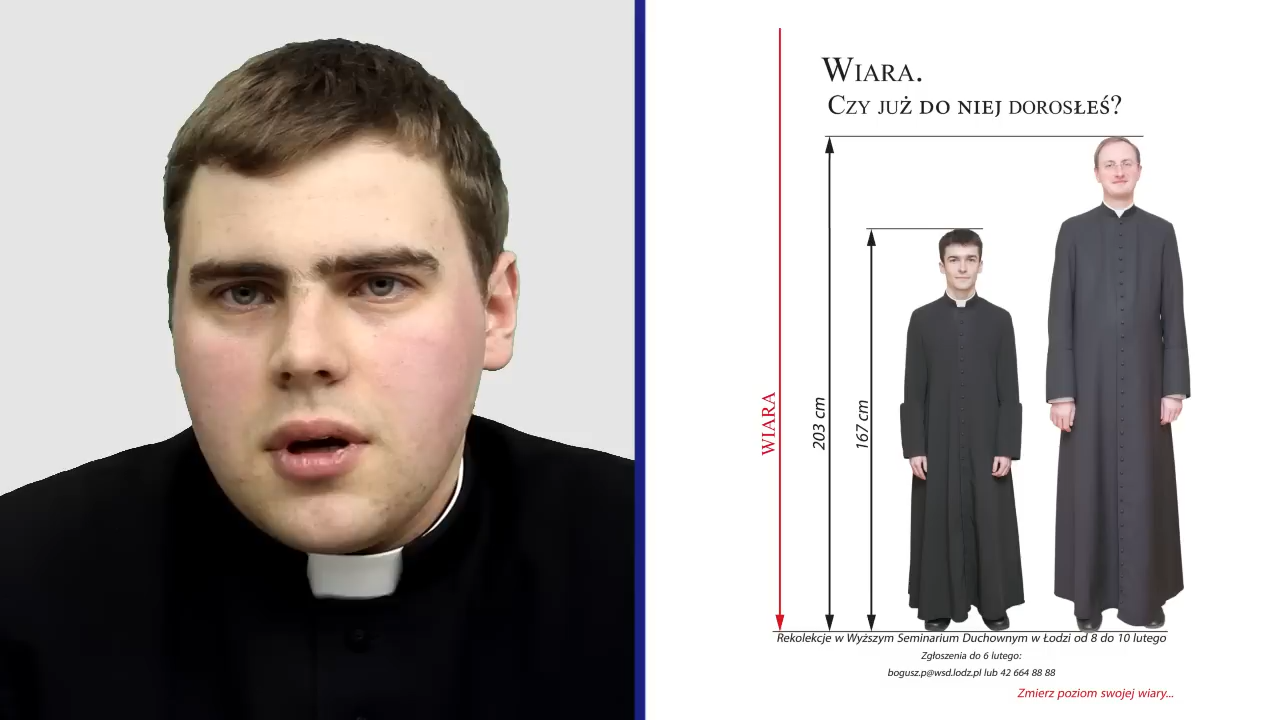 Wiara.
Czy już do niej dorosłeś?
WIARA
203 cm
167 cm
Rekolekcje w Wyższym Seminarium Duchownym w Łodzi od 8 do 10 lutego
Zgłoszenia do 6 lutego:
bogusz.p@wsd.lodz.pl lub 42 664 88 88
Zmierz poziom swojej wiary...